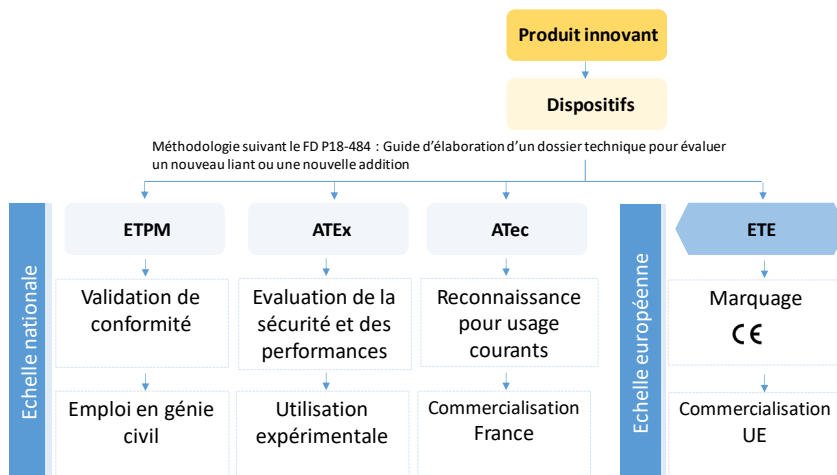 Produit innovant
Dispositifs
Méthodologie suivant le FD P18-484 : Guide d'élaboration d'un dossier technique pour évaluer
un nouveau liant ou une nouvelle addition
Echelle nationale
ETPM
Validation de
conformité
Emploi en génie
civil
ATEx
Evaluation de la
sécurité et des
performances
Utilisation
expérimentale
ATec
Reconnaissance
pour usage
courants
Commercialisation
France
Echelle européenne
ETE
Marquage
CE
Commercialisation
UE